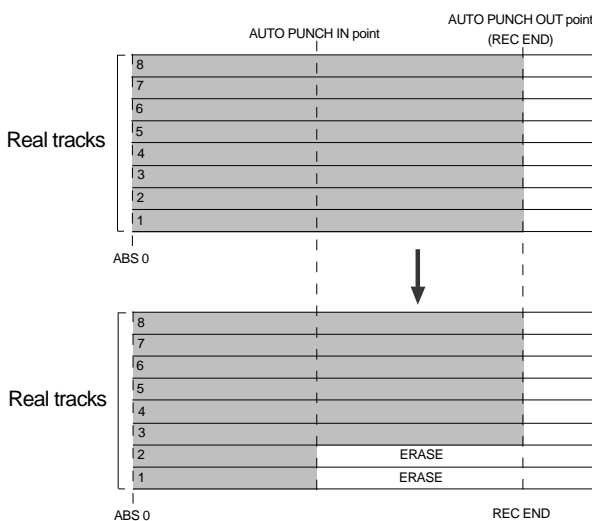 AUTO PUNCH OUT point
AUTO PUNCH IN point
(REC END)
8
7
6
5
Real tracks
4
3
2
1
ABS 0
8
7
6
5
Real tracks
4
3
2
ERASE
1
ERASE
ABS 0
REC END